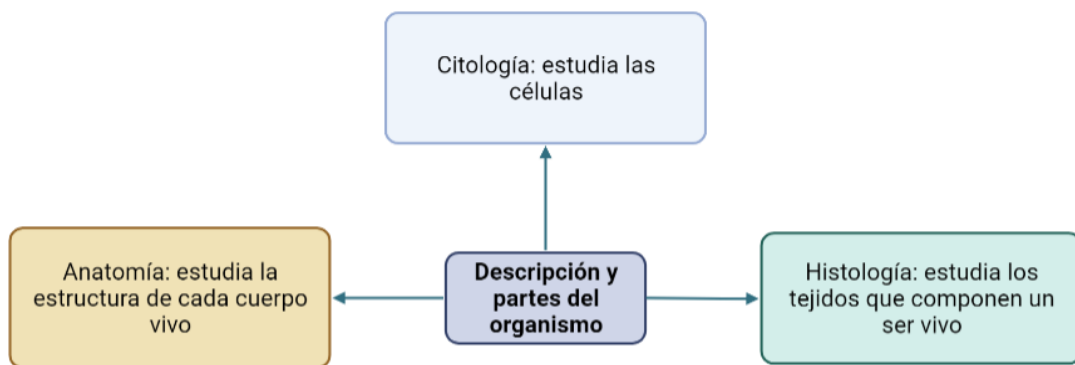 Citología: estudia las
células
Anatomía: estudia la
estructura de cada cuerpo
vivo
Descripción y
partes del
organismo
Histología: estudia los
tejidos que componen un
ser vivo